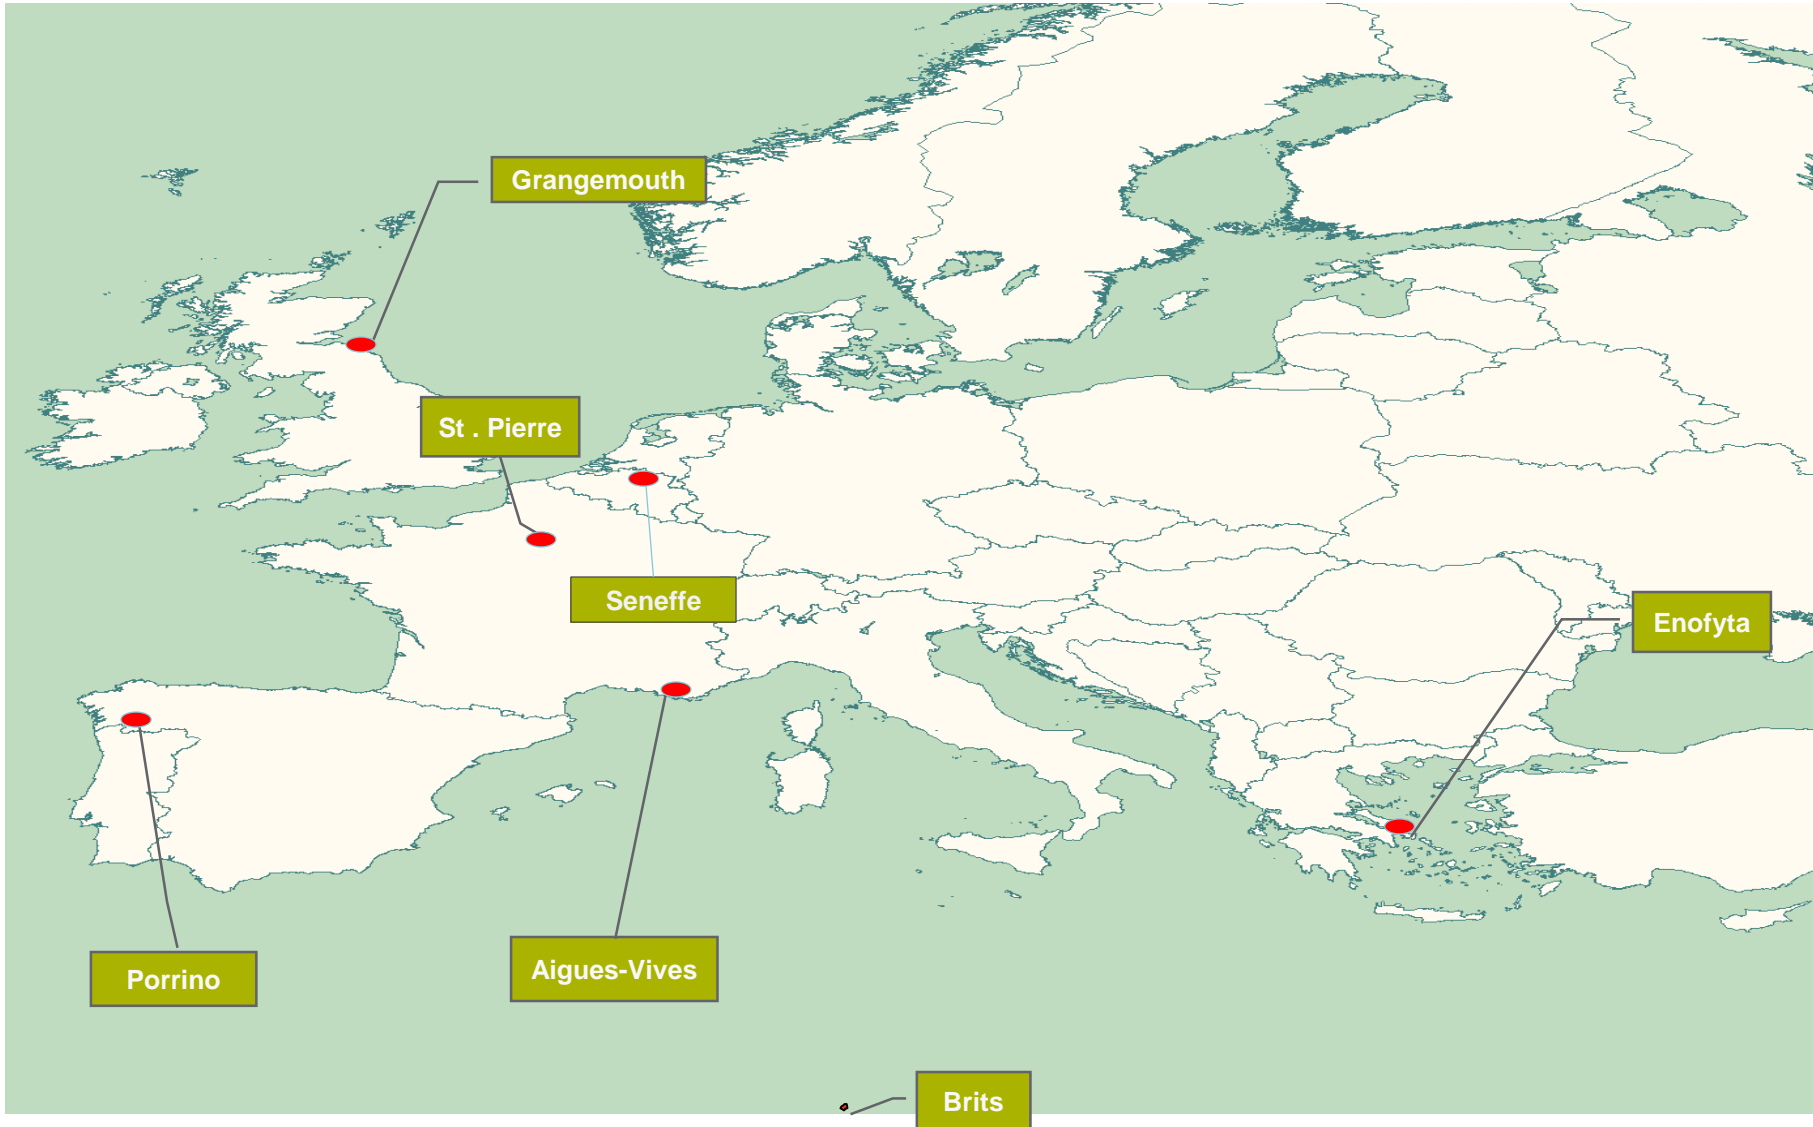 Grangemouth
St . Pierre
Seneffe
Enofyta
Porrino
Aigues-Vives
Brits